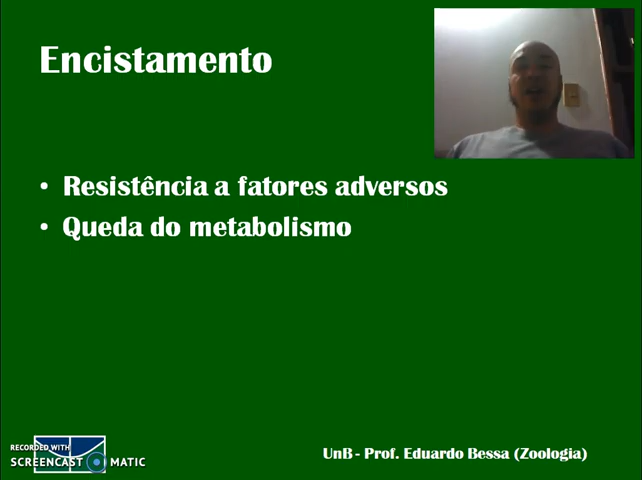 Encistamento
• Resistência a fatores adversos
• Queda do metabolismo
RECORDED WITH
SCREENCAST MATIC
UnB - Prof. Eduardo Bessa (Zoologia)